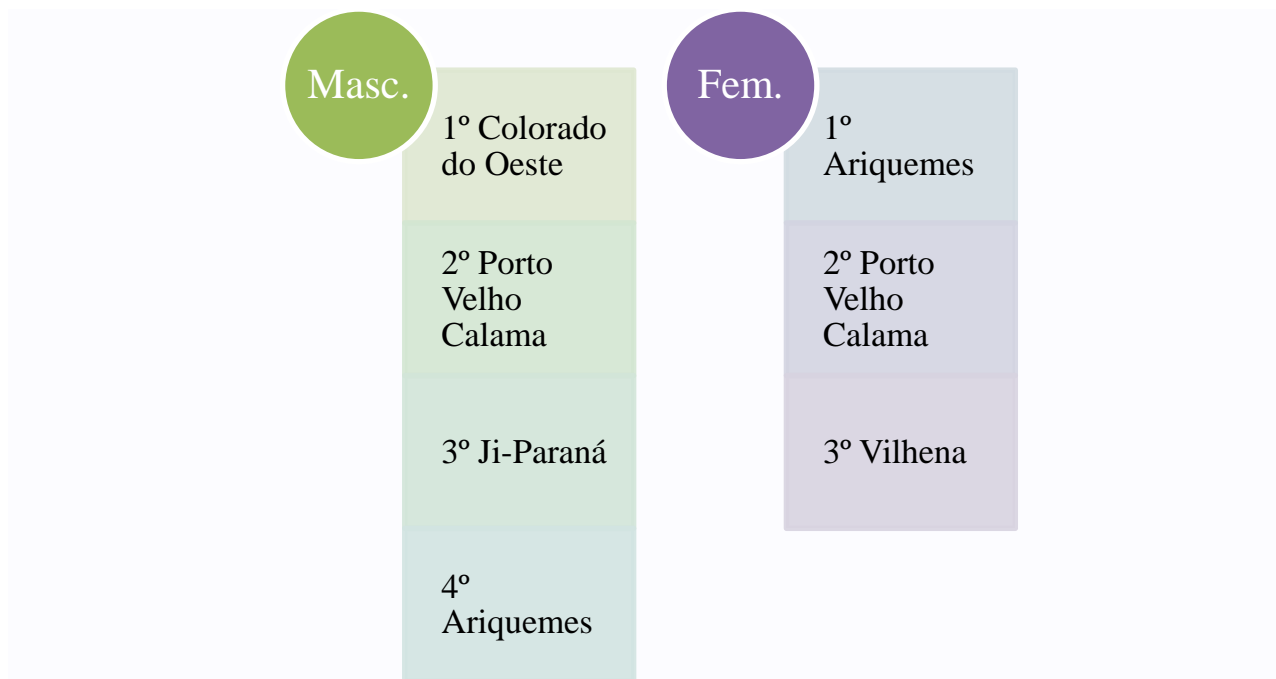 Masc.
1º Colorado
do Oeste
2º Porto
Velho
Calama
3º Ji-Paraná
4º
Ariquemes
Fem.
1º
Ariquemes
2º Porto
Velho
Calama
3º Vilhena